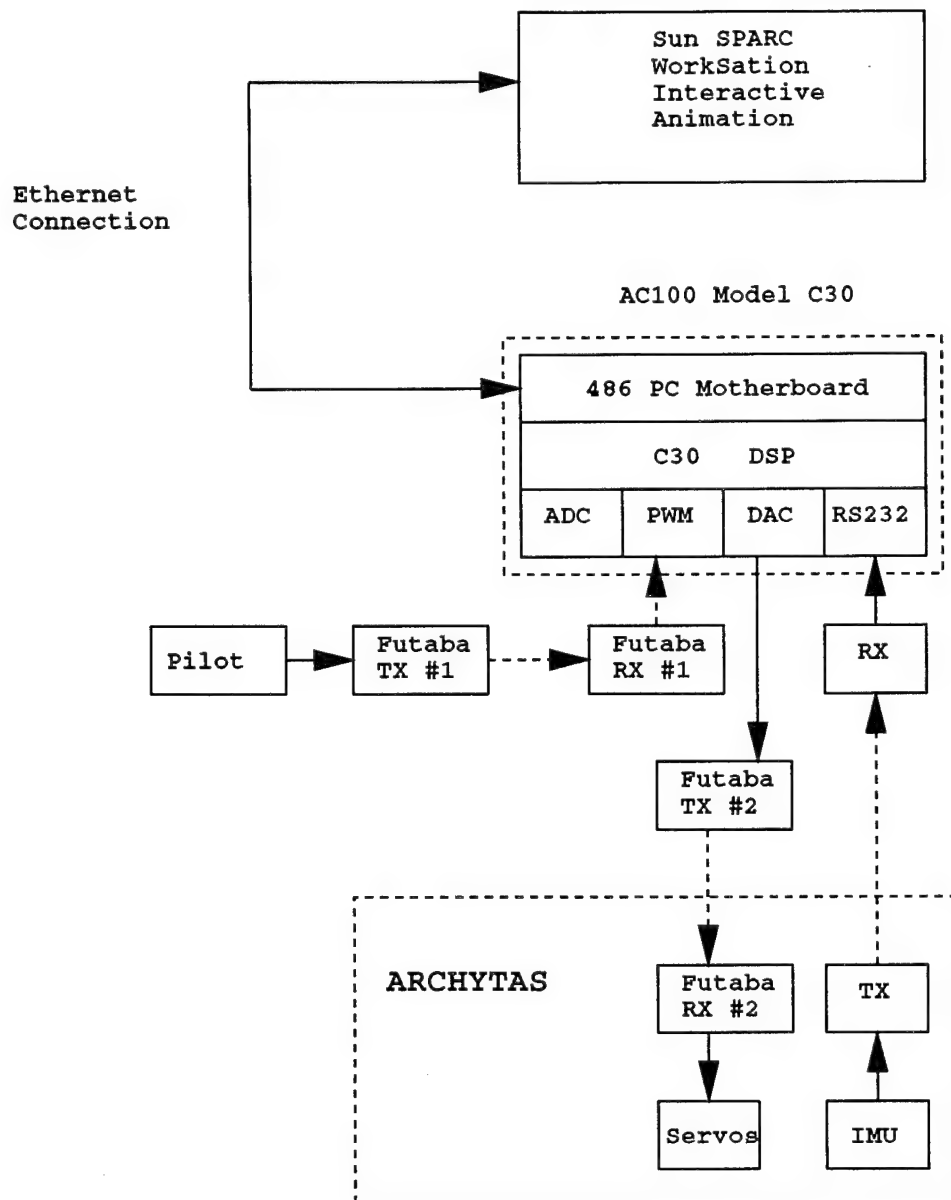 Sun SPARC
WorkSation
Interactive
Animation
Ethernet
Connection
AC100 Model C30
486 PC Motherboard
C30 DSP
ADC PWM DAC RS232
Pilot
Futaba
TX #1
Futaba
RX #1
RX
Futaba
TX #2
ARCHYTAS
Futaba
RX #2
TX
Servos
IMU